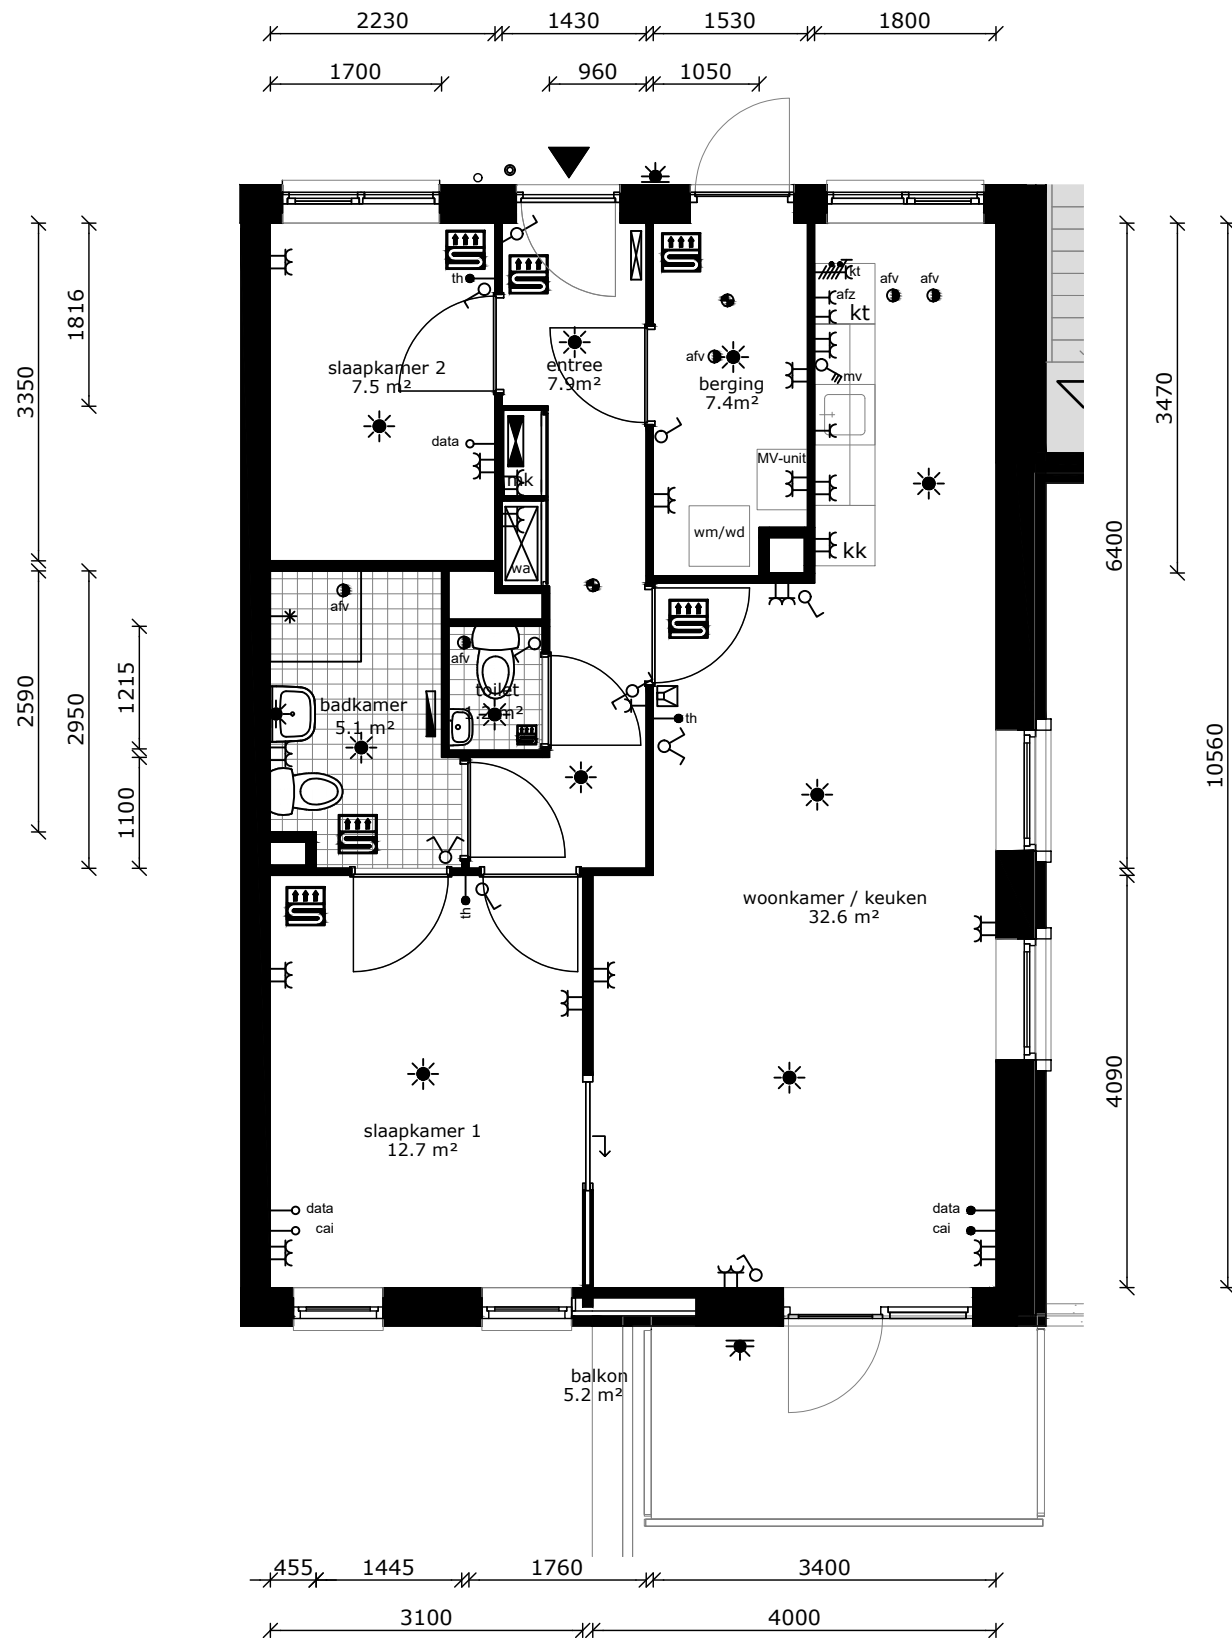 2230
1430
1530
1800
1700
960
1050
3350
1816
2590
2950
1215
1100
3470
6400
4090
10560
th
slaapkamer 2
7.5 m²
data
entree
7.9m²
mk
wa
afv
berging
7.4m²
MV-unit
wm/wd
kt
afz
kt
afv
afv
mv
kk
afv
badkamer
5.1 m²
afv
toilet
th
th
woonkamer / keuken
32.6 m²
slaapkamer 1
12.7 m²
data
cai
data
cai
balkon
5.2 m²
455
1445
1760
3400
3100
4000